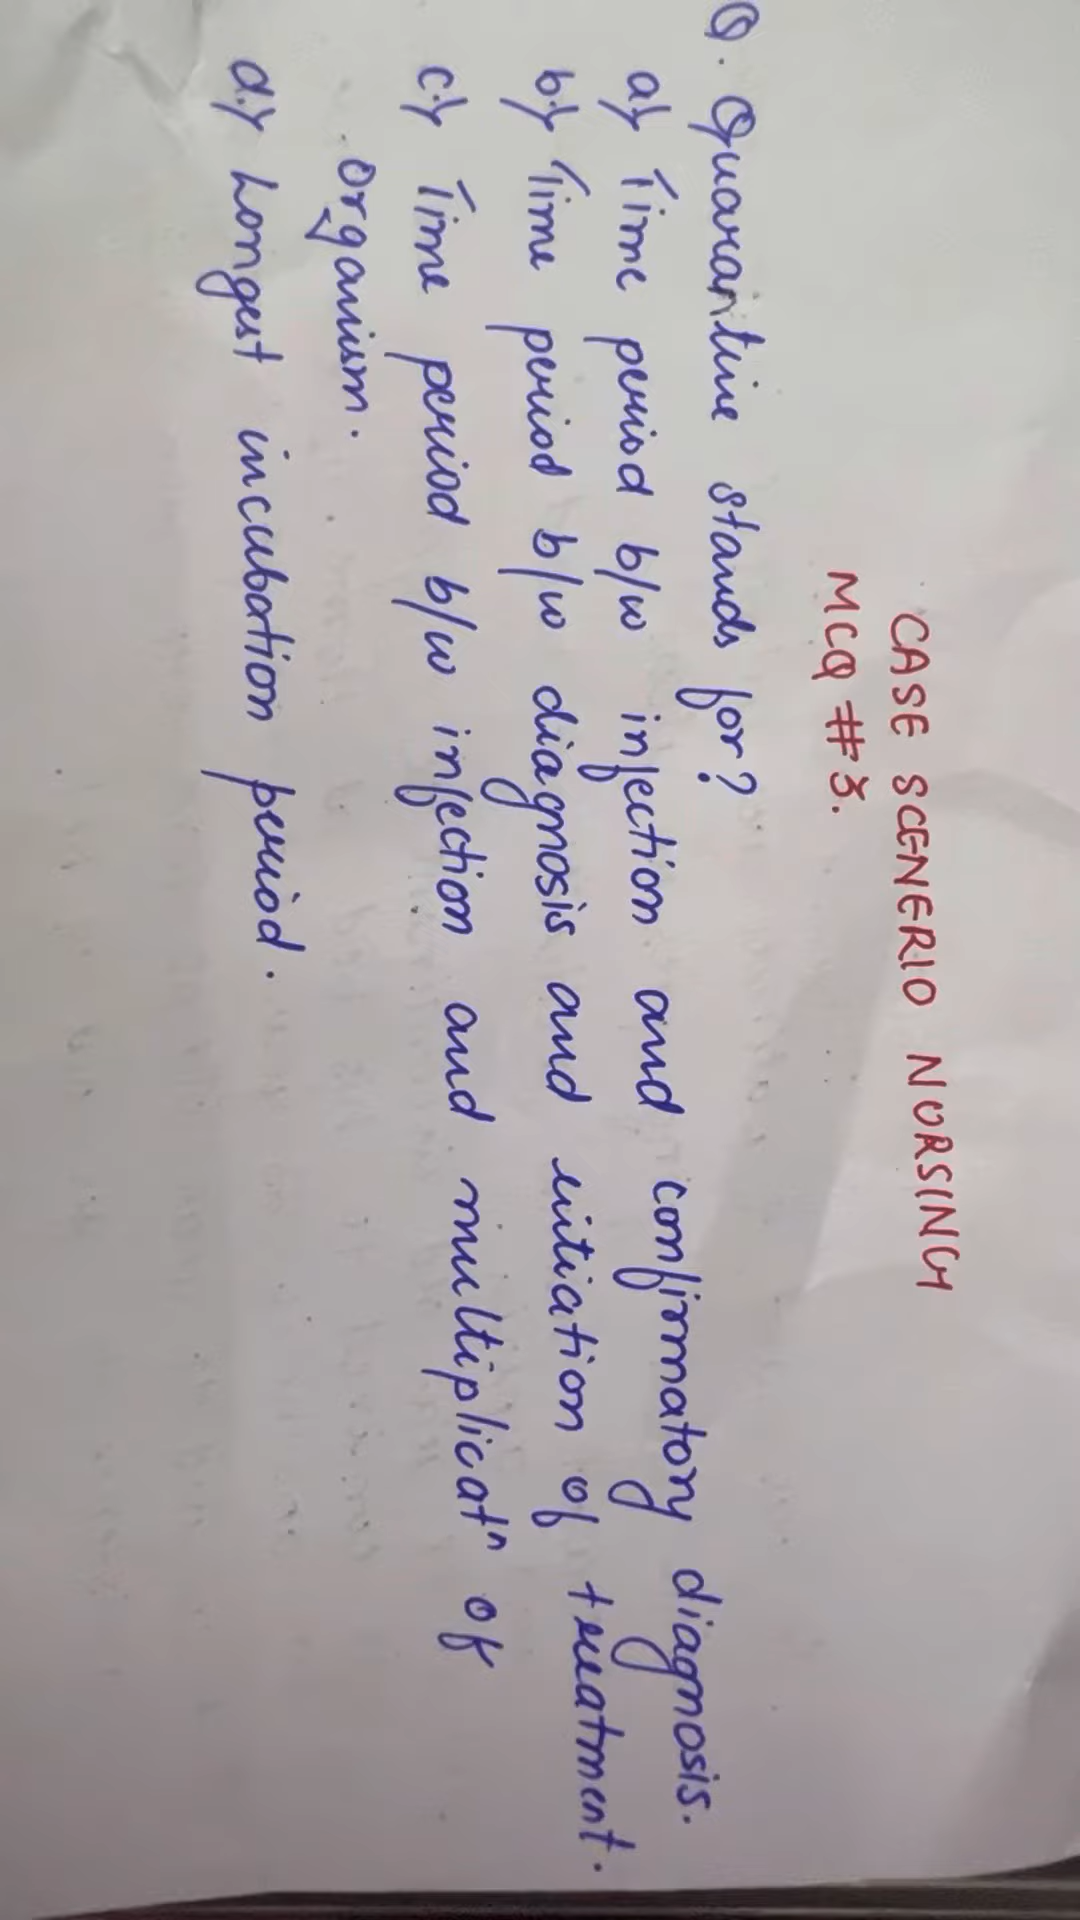 CASE SCENERIO NURSING
MCQ #3.
Q. Quarantine stands for?
a.) Time period b/w infection and confirmatory diagnosis.
b.) Time period b/w diagnosis and initiation of treatment.
c.) Time period b/w infection and multiplicatⁿ of
organism.
d.) Longest incubation period.